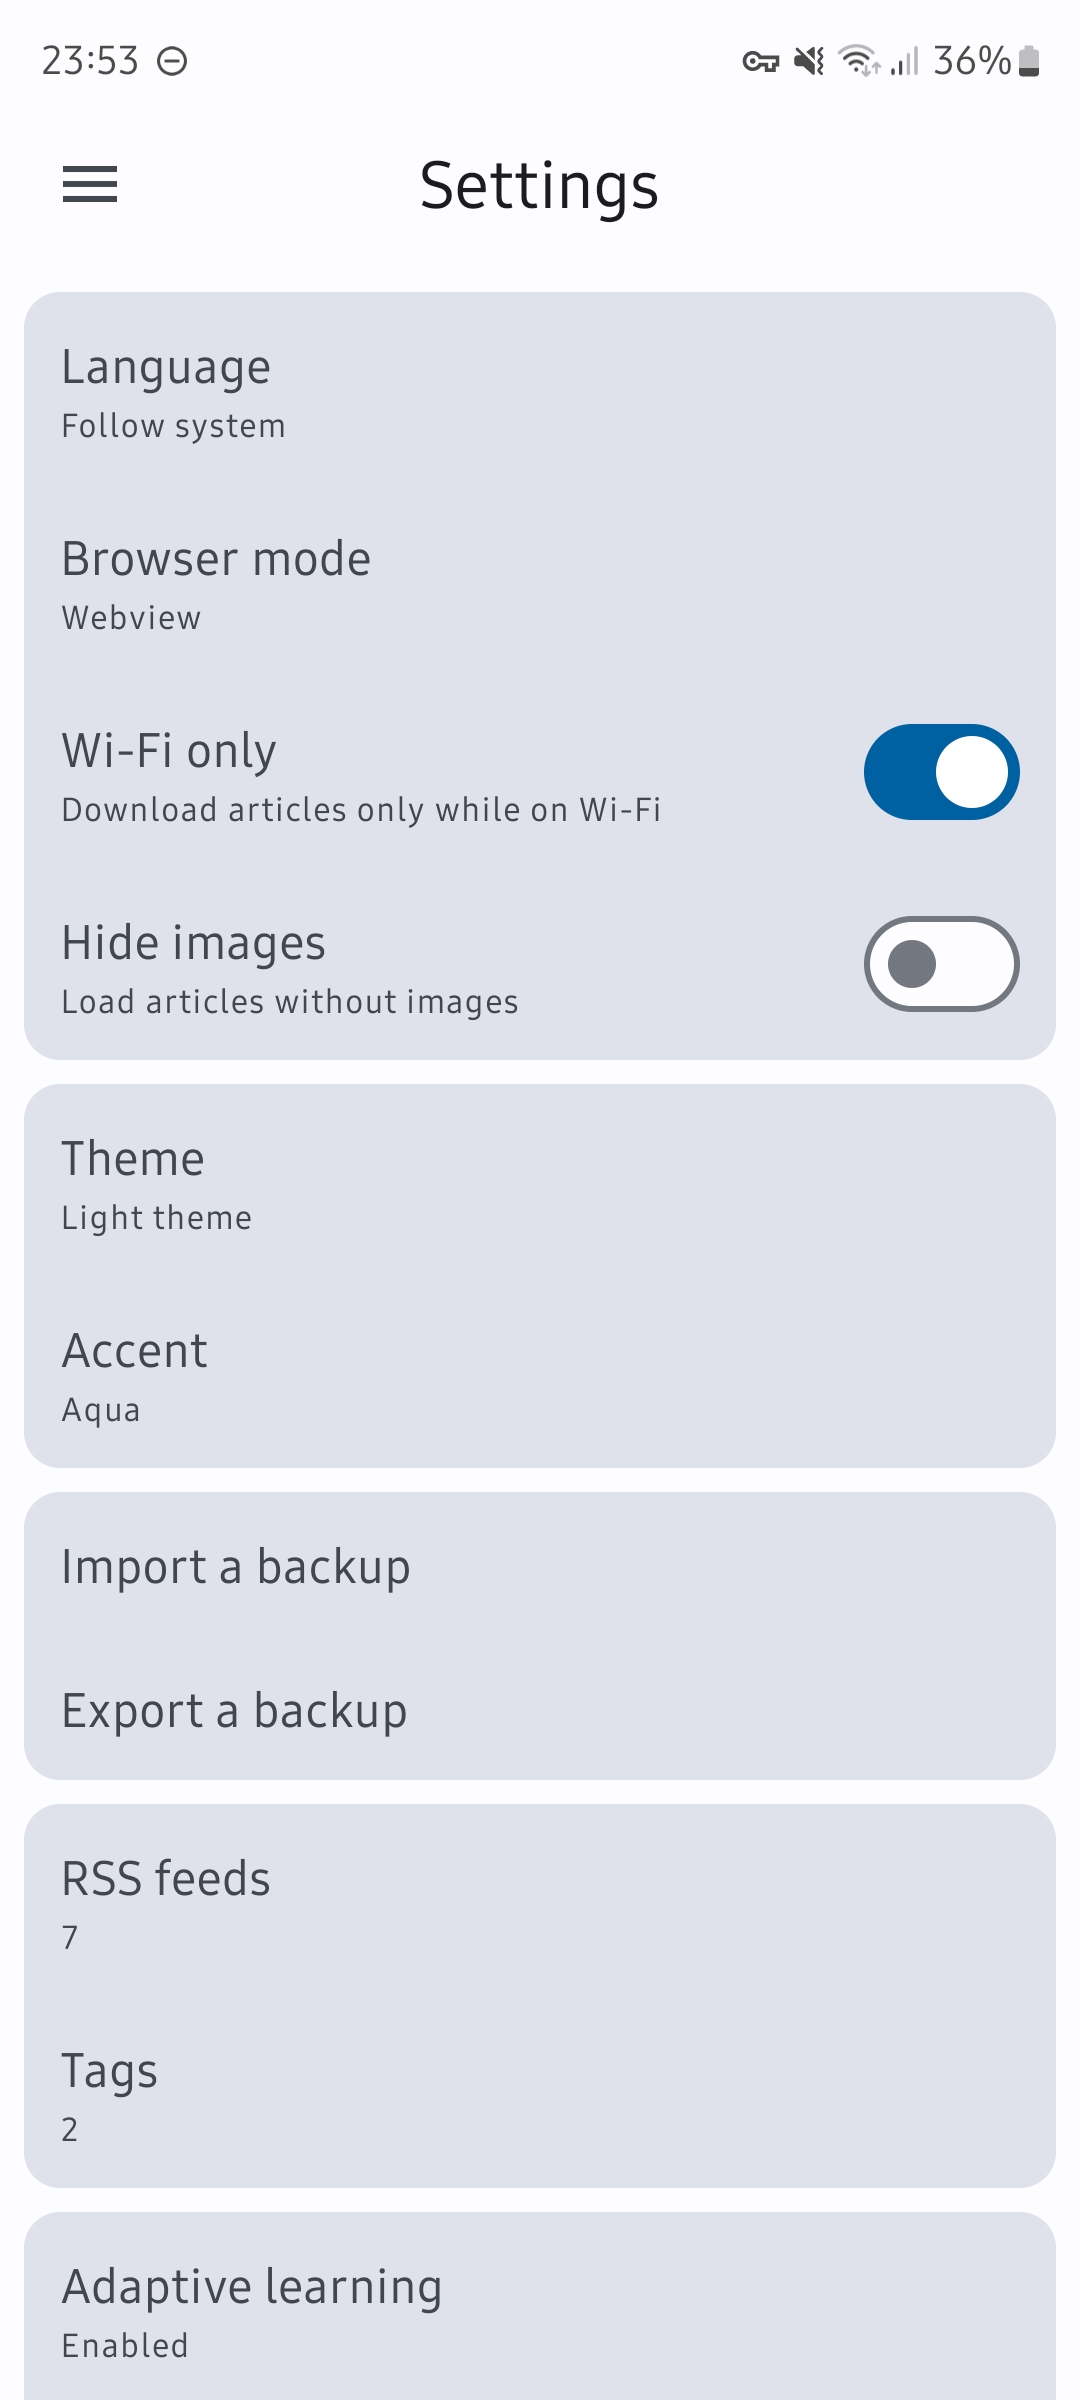 23:53
36%
Settings
Language
Follow system
Browser mode
Webview
Wi-Fi only
Download articles only while on Wi-Fi
Hide images
Load articles without images
Theme
Light theme
Accent
Aqua
Import a backup
Export a backup
RSS feeds
7
Tags
2
Adaptive learning
Enabled